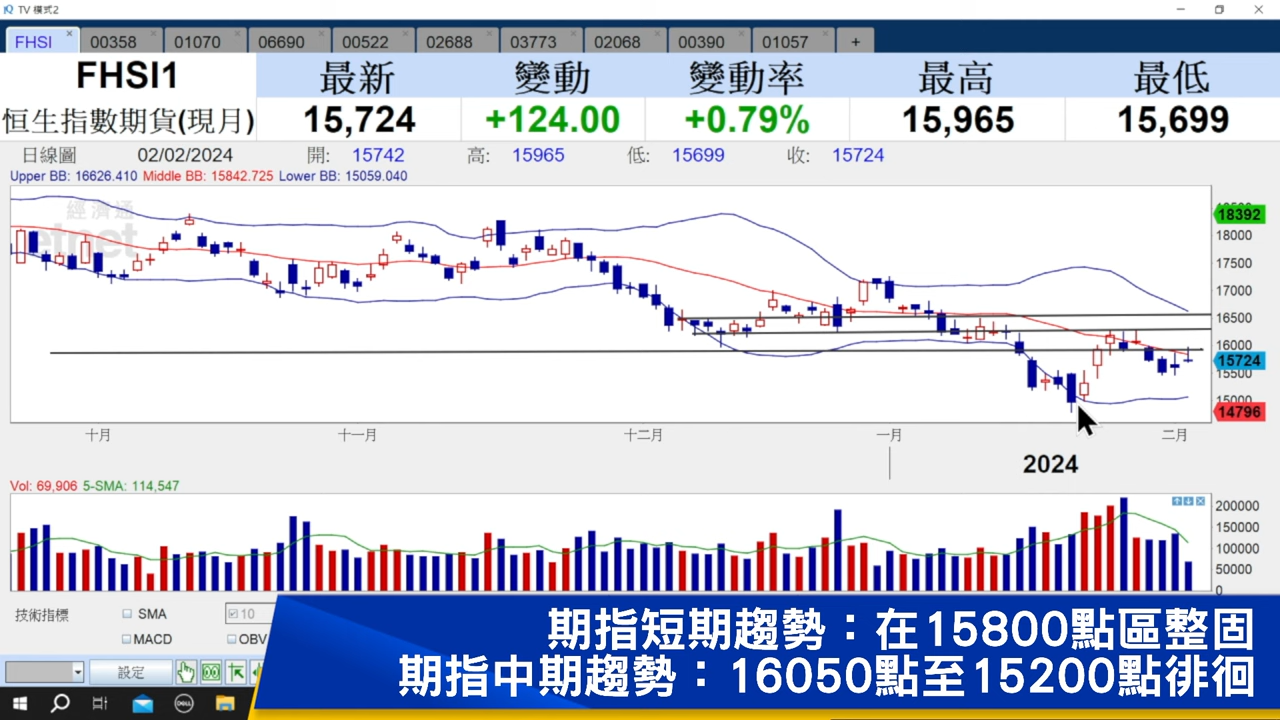 TV 模式2
FHSI 00358 01070 06690 00522 02688 03773 02068 00390 01057 +
FHSI1 最新 變動 變動率 最高 最低
恒生指數期貨(現月) 15,724 +124.00 +0.79% 15,965 15,699
日線圖 02/02/2024 開: 15742 高: 15965 低: 15699 收: 15724
Upper BB: 16626.410 Middle BB: 15842.725 Lower BB: 15059.040
經濟通
etnet
18392
18000
17500
17000
16500
16000
15724
15500
15000
14796
十月 十一月 十二月 一月 二月
2024
Vol: 69,906 5-SMA: 114,547
200000
150000
100000
50000
0
技術指標 SMA 10
MACD OBV
設定
期指短期趨勢：在15800點區整固
期指中期趨勢：16050點至15200點徘徊
DELL